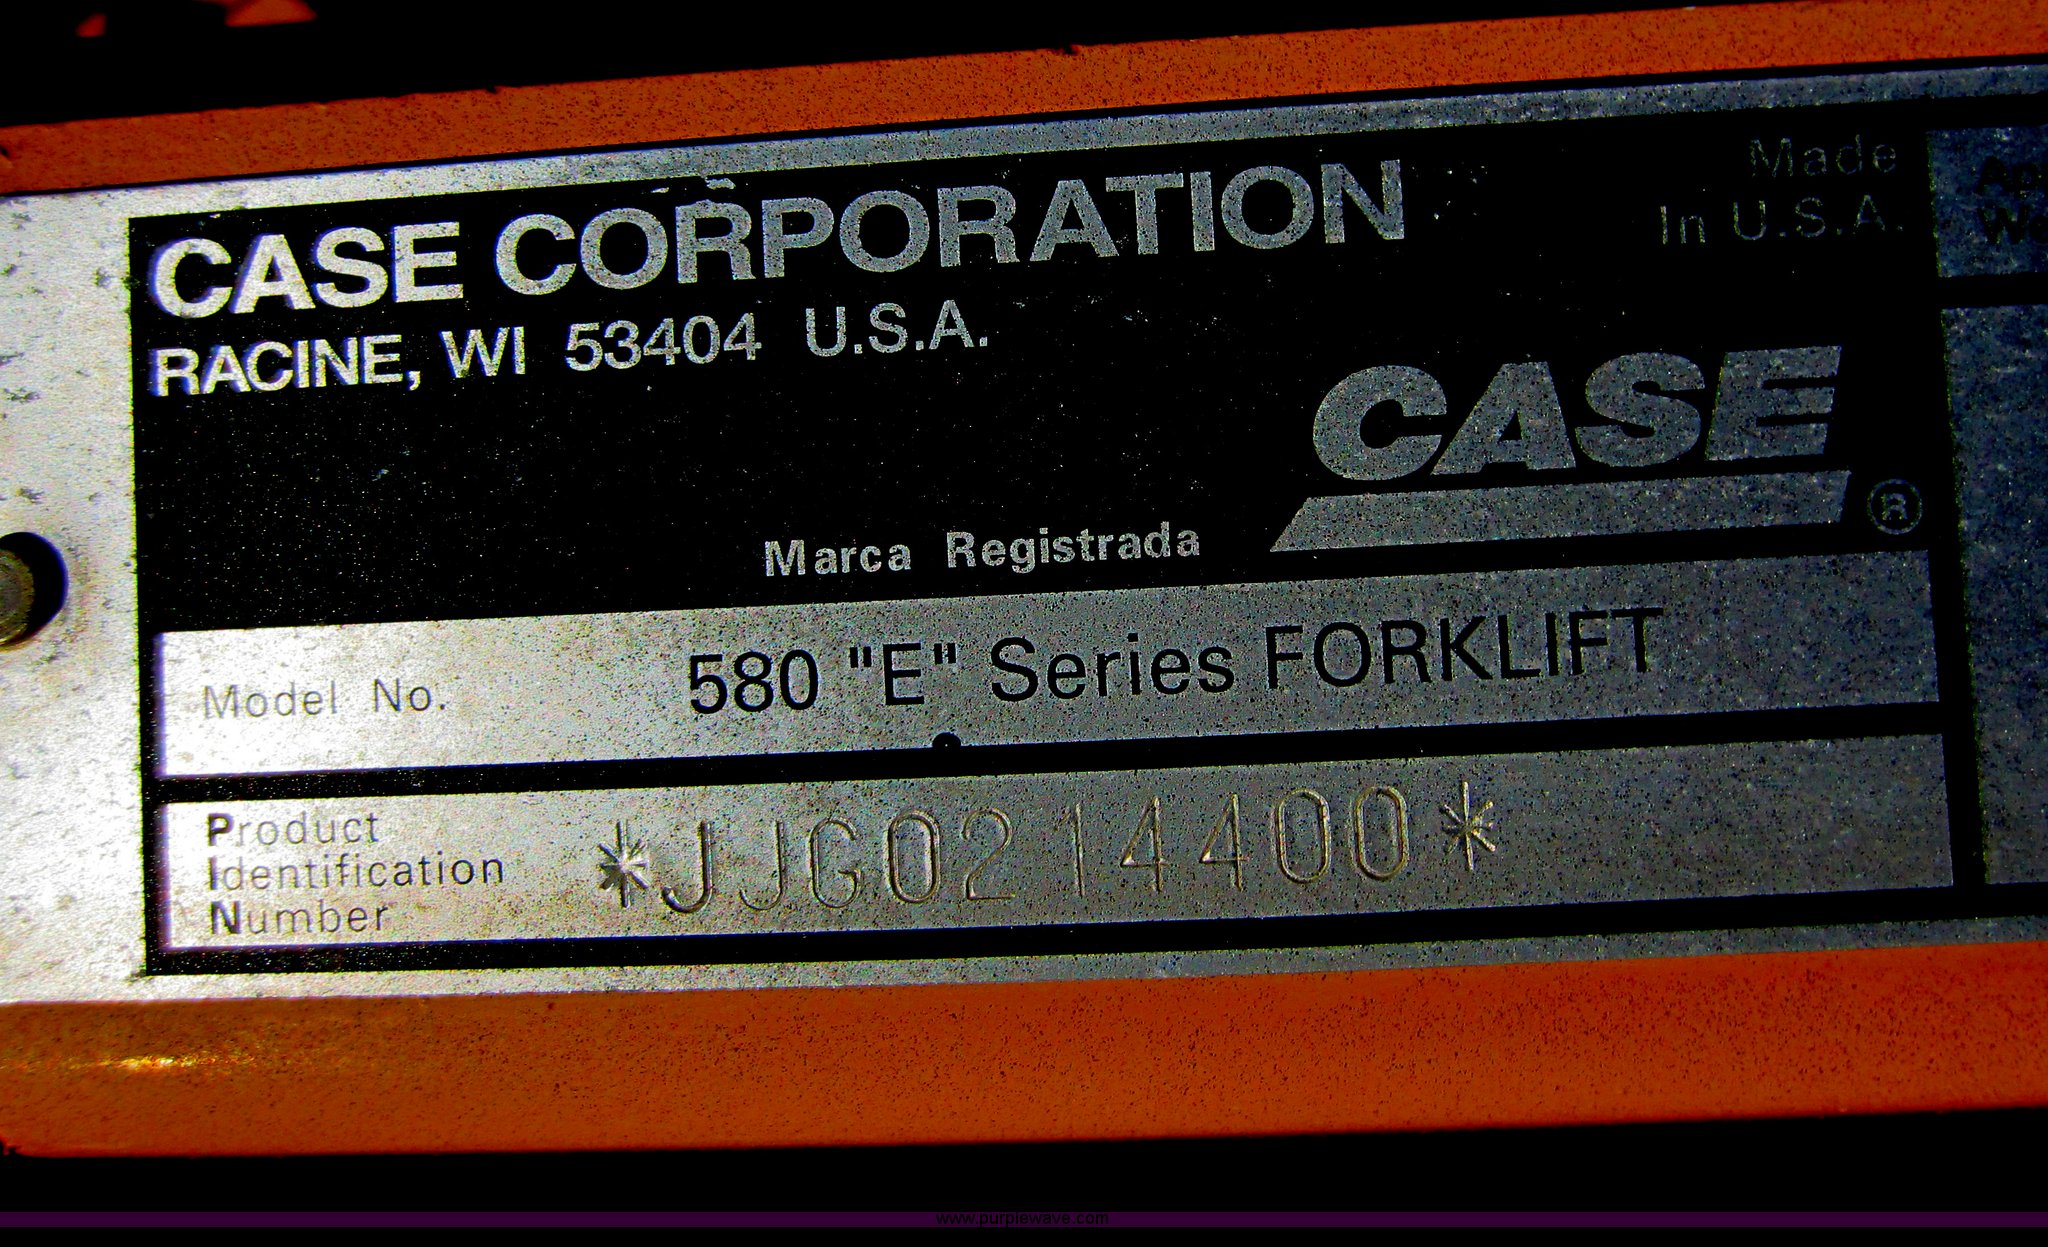 CASE CORPORATION
RACINE, WI 53404 U.S.A.
Made
In U.S.A.
CASE
®
Marca Registrada
Model No. 580 "E" Series FORKLIFT
Product
Identification
Number
*JJG0214400*
www.purplewave.com